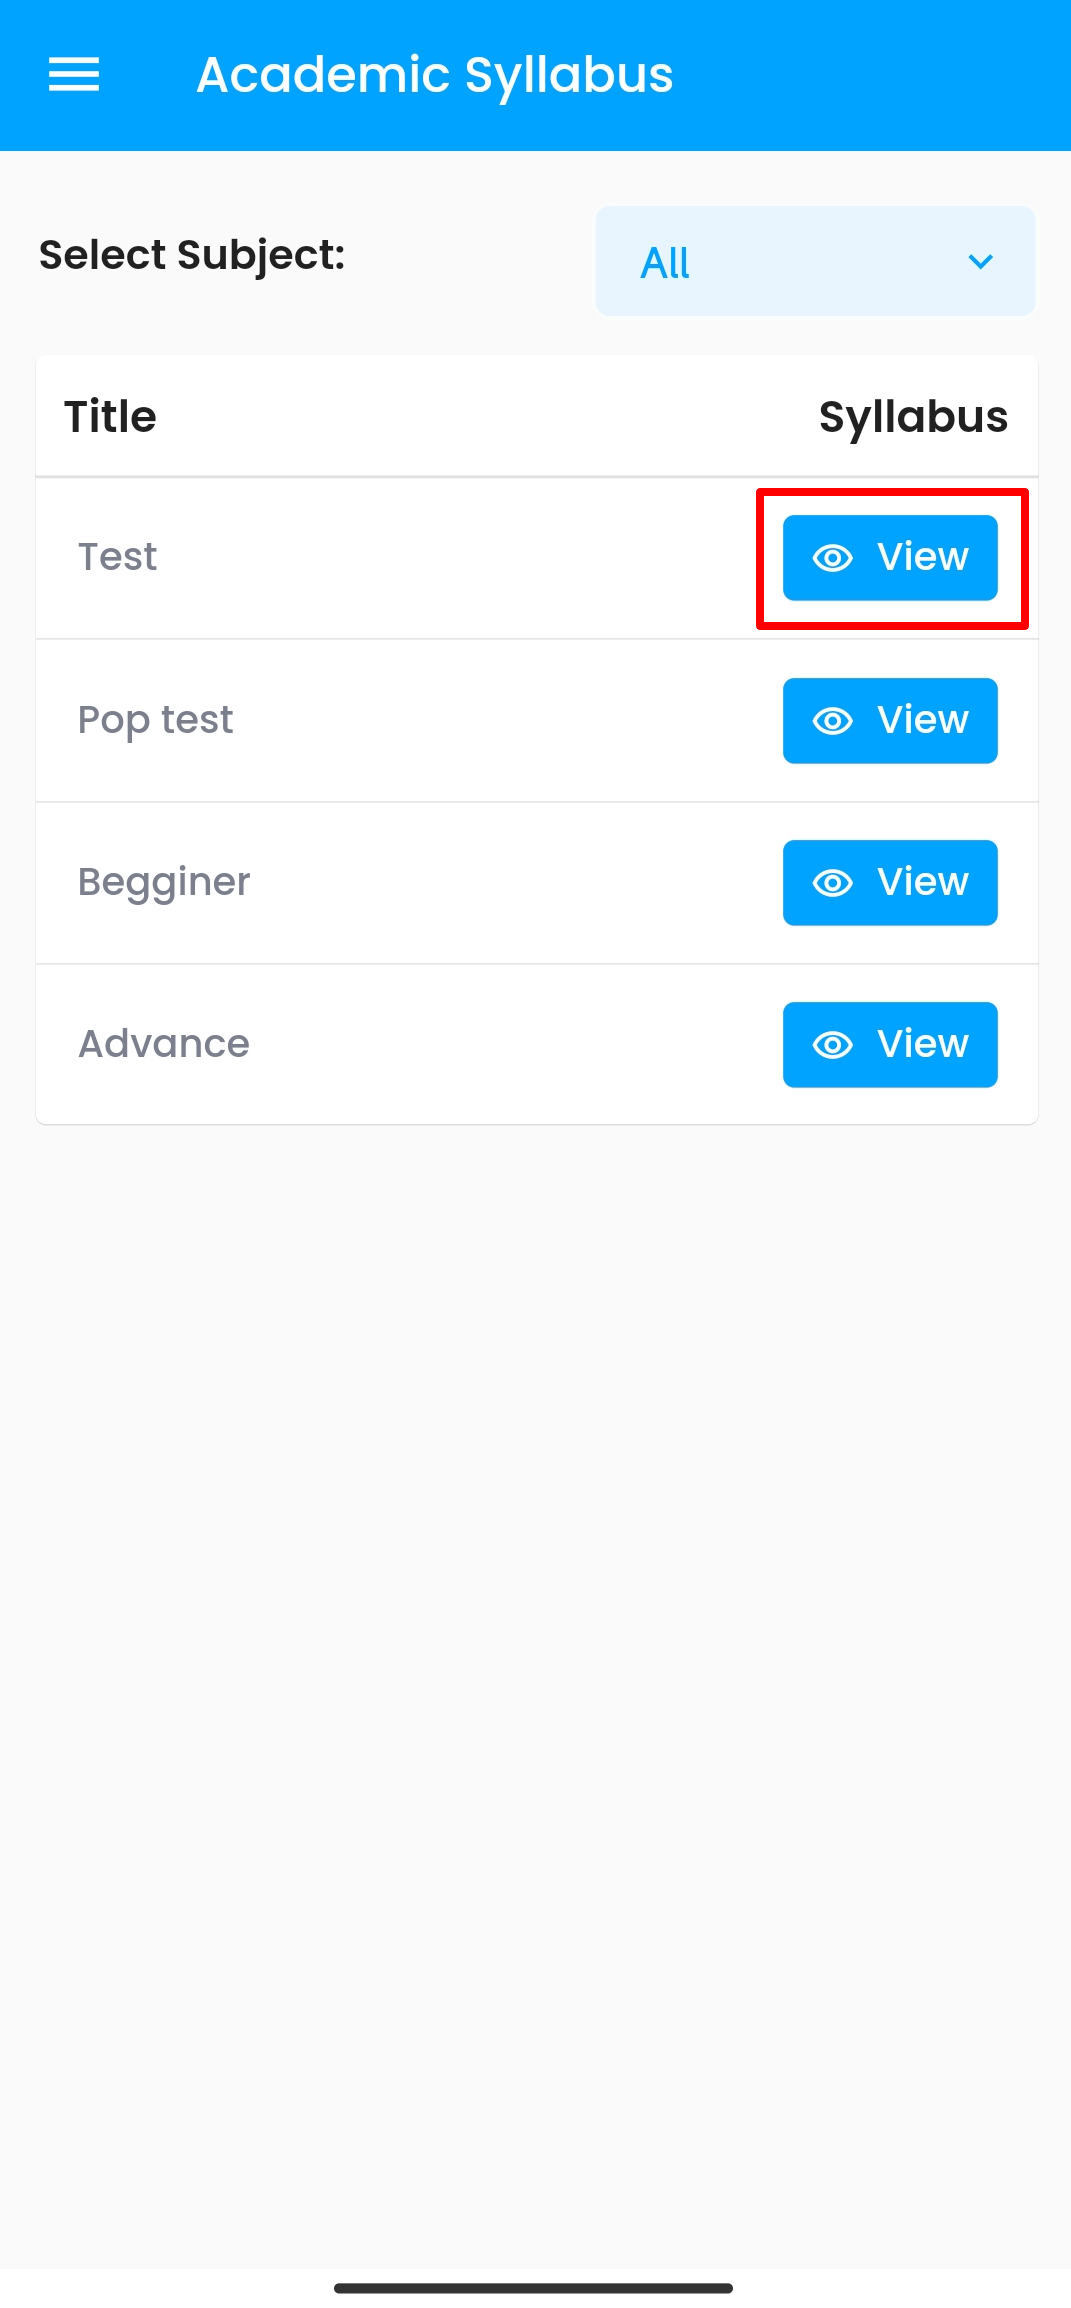 Academic Syllabus
Select Subject:
All
Title Syllabus
Test View
Pop test View
Begginer View
Advance View